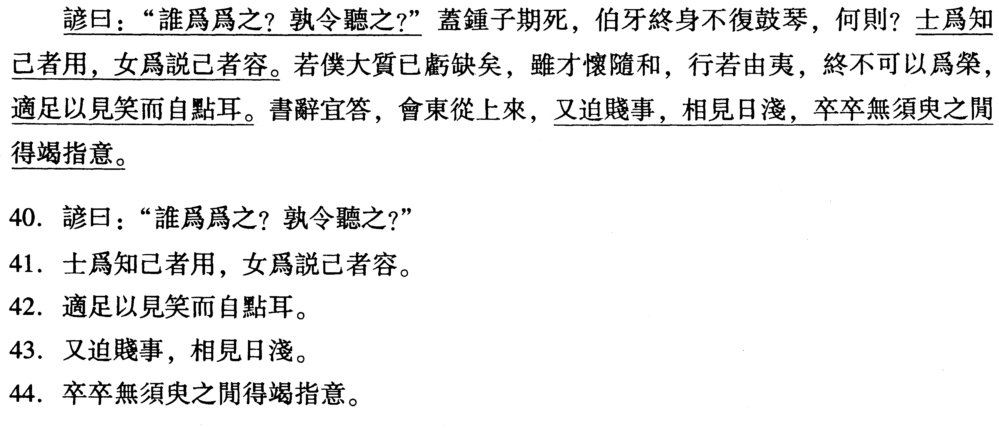 諺曰：“誰爲爲之？孰令聽之？”蓋鍾子期死，伯牙終身不復鼓琴，何則？士爲知
己者用，女爲説己者容。若僕大質已虧缺矣，雖才懷隨和，行若由夷，終不可以爲榮，
適足以見笑而自點耳。書辭宜答，會東從上來，又迫賤事，相見日淺，卒卒無須臾之閒
得竭指意。
40. 諺曰：“誰爲爲之？孰令聽之？”
41. 士爲知己者用，女爲説己者容。
42. 適足以見笑而自點耳。
43. 又迫賤事，相見日淺。
44. 卒卒無須臾之閒得竭指意。